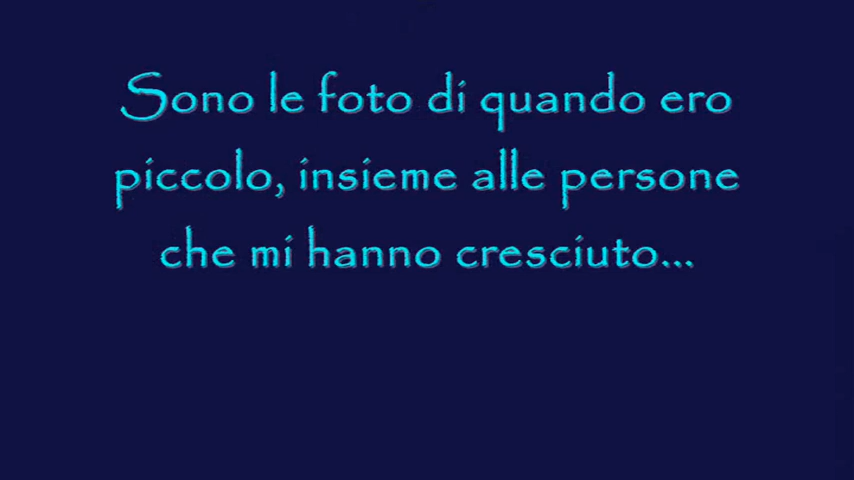 Sono le foto di quando ero
piccolo, insieme alle persone
che mi hanno cresciuto...